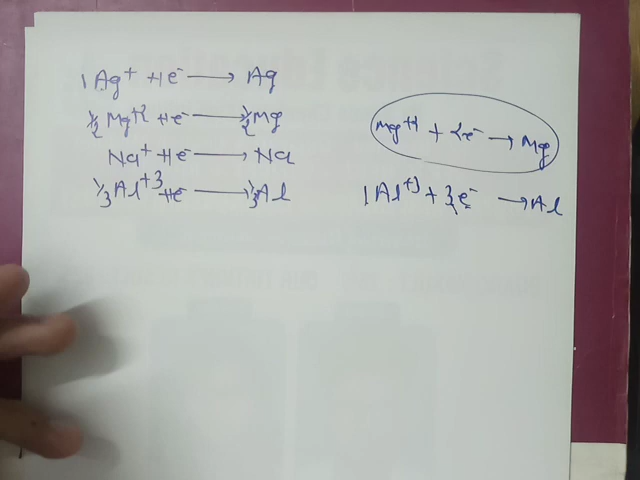 1Ag⁺ + 1e⁻ → Ag
½Mg⁺² + 1e⁻ → ½Mg
Na⁺ + 1e⁻ → Na
⅓Al⁺³ + 1e⁻ → ⅓Al
Mg⁺⁺ + 2e⁻ → Mg
1Al⁺³ + 3e⁻ → Al